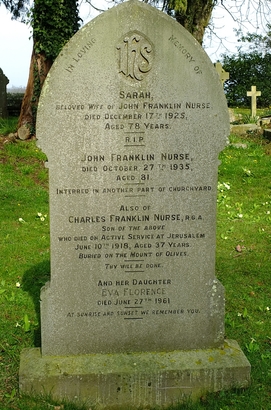 IN LOVING MEMORY OF
IHS
SARAH,
BELOVED WIFE OF JOHN FRANKLIN NURSE,
DIED DECEMBER 17TH 1925,
AGED 78 YEARS.
R.I.P.
JOHN FRANKLIN NURSE,
DIED OCTOBER 27TH 1935,
AGED 81.
INTERRED IN ANOTHER PART OF CHURCHYARD.
ALSO OF
CHARLES FRANKLIN NURSE, R.G.A.
SON OF THE ABOVE
WHO DIED ON ACTIVE SERVICE AT JERUSALEM
JUNE 10TH 1918, AGED 37 YEARS.
BURIED ON THE MOUNT OF OLIVES.
THY WILL BE DONE.
AND HER DAUGHTER
EVA FLORENCE
DIED JUNE 27TH 1961
AT SUNRISE AND SUNSET WE REMEMBER YOU.